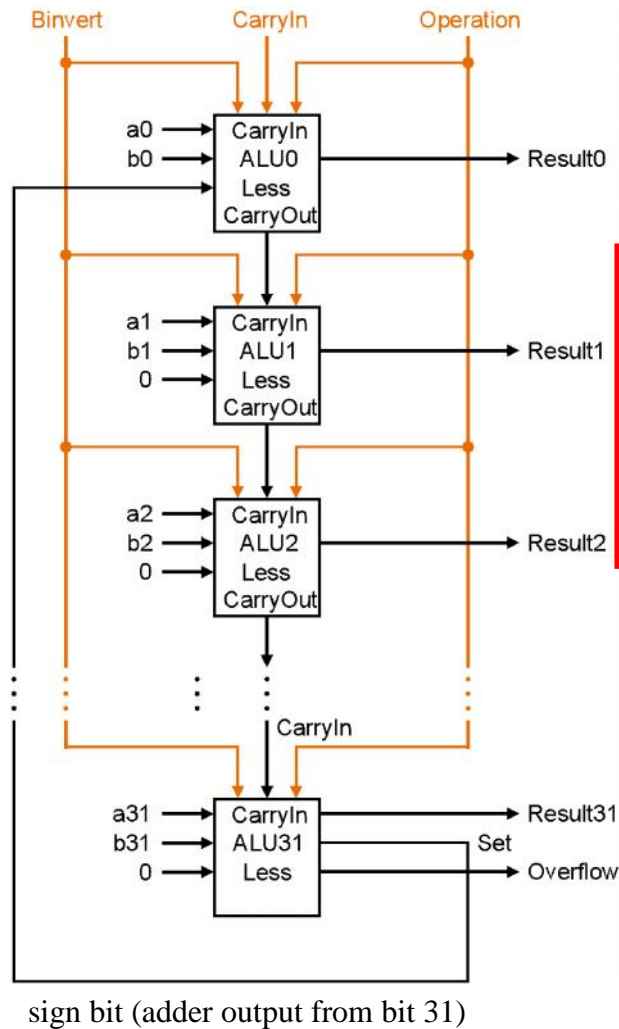 Binvert CarryIn Operation
a0 CarryIn
b0 ALU0 Result0
Less
CarryOut
a1 CarryIn
b1 ALU1 Result1
0 Less
CarryOut
a2 CarryIn
b2 ALU2 Result2
0 Less
CarryOut
CarryIn
a31 CarryIn Result31
b31 ALU31 Set
0 Less Overflow
sign bit (adder output from bit 31)